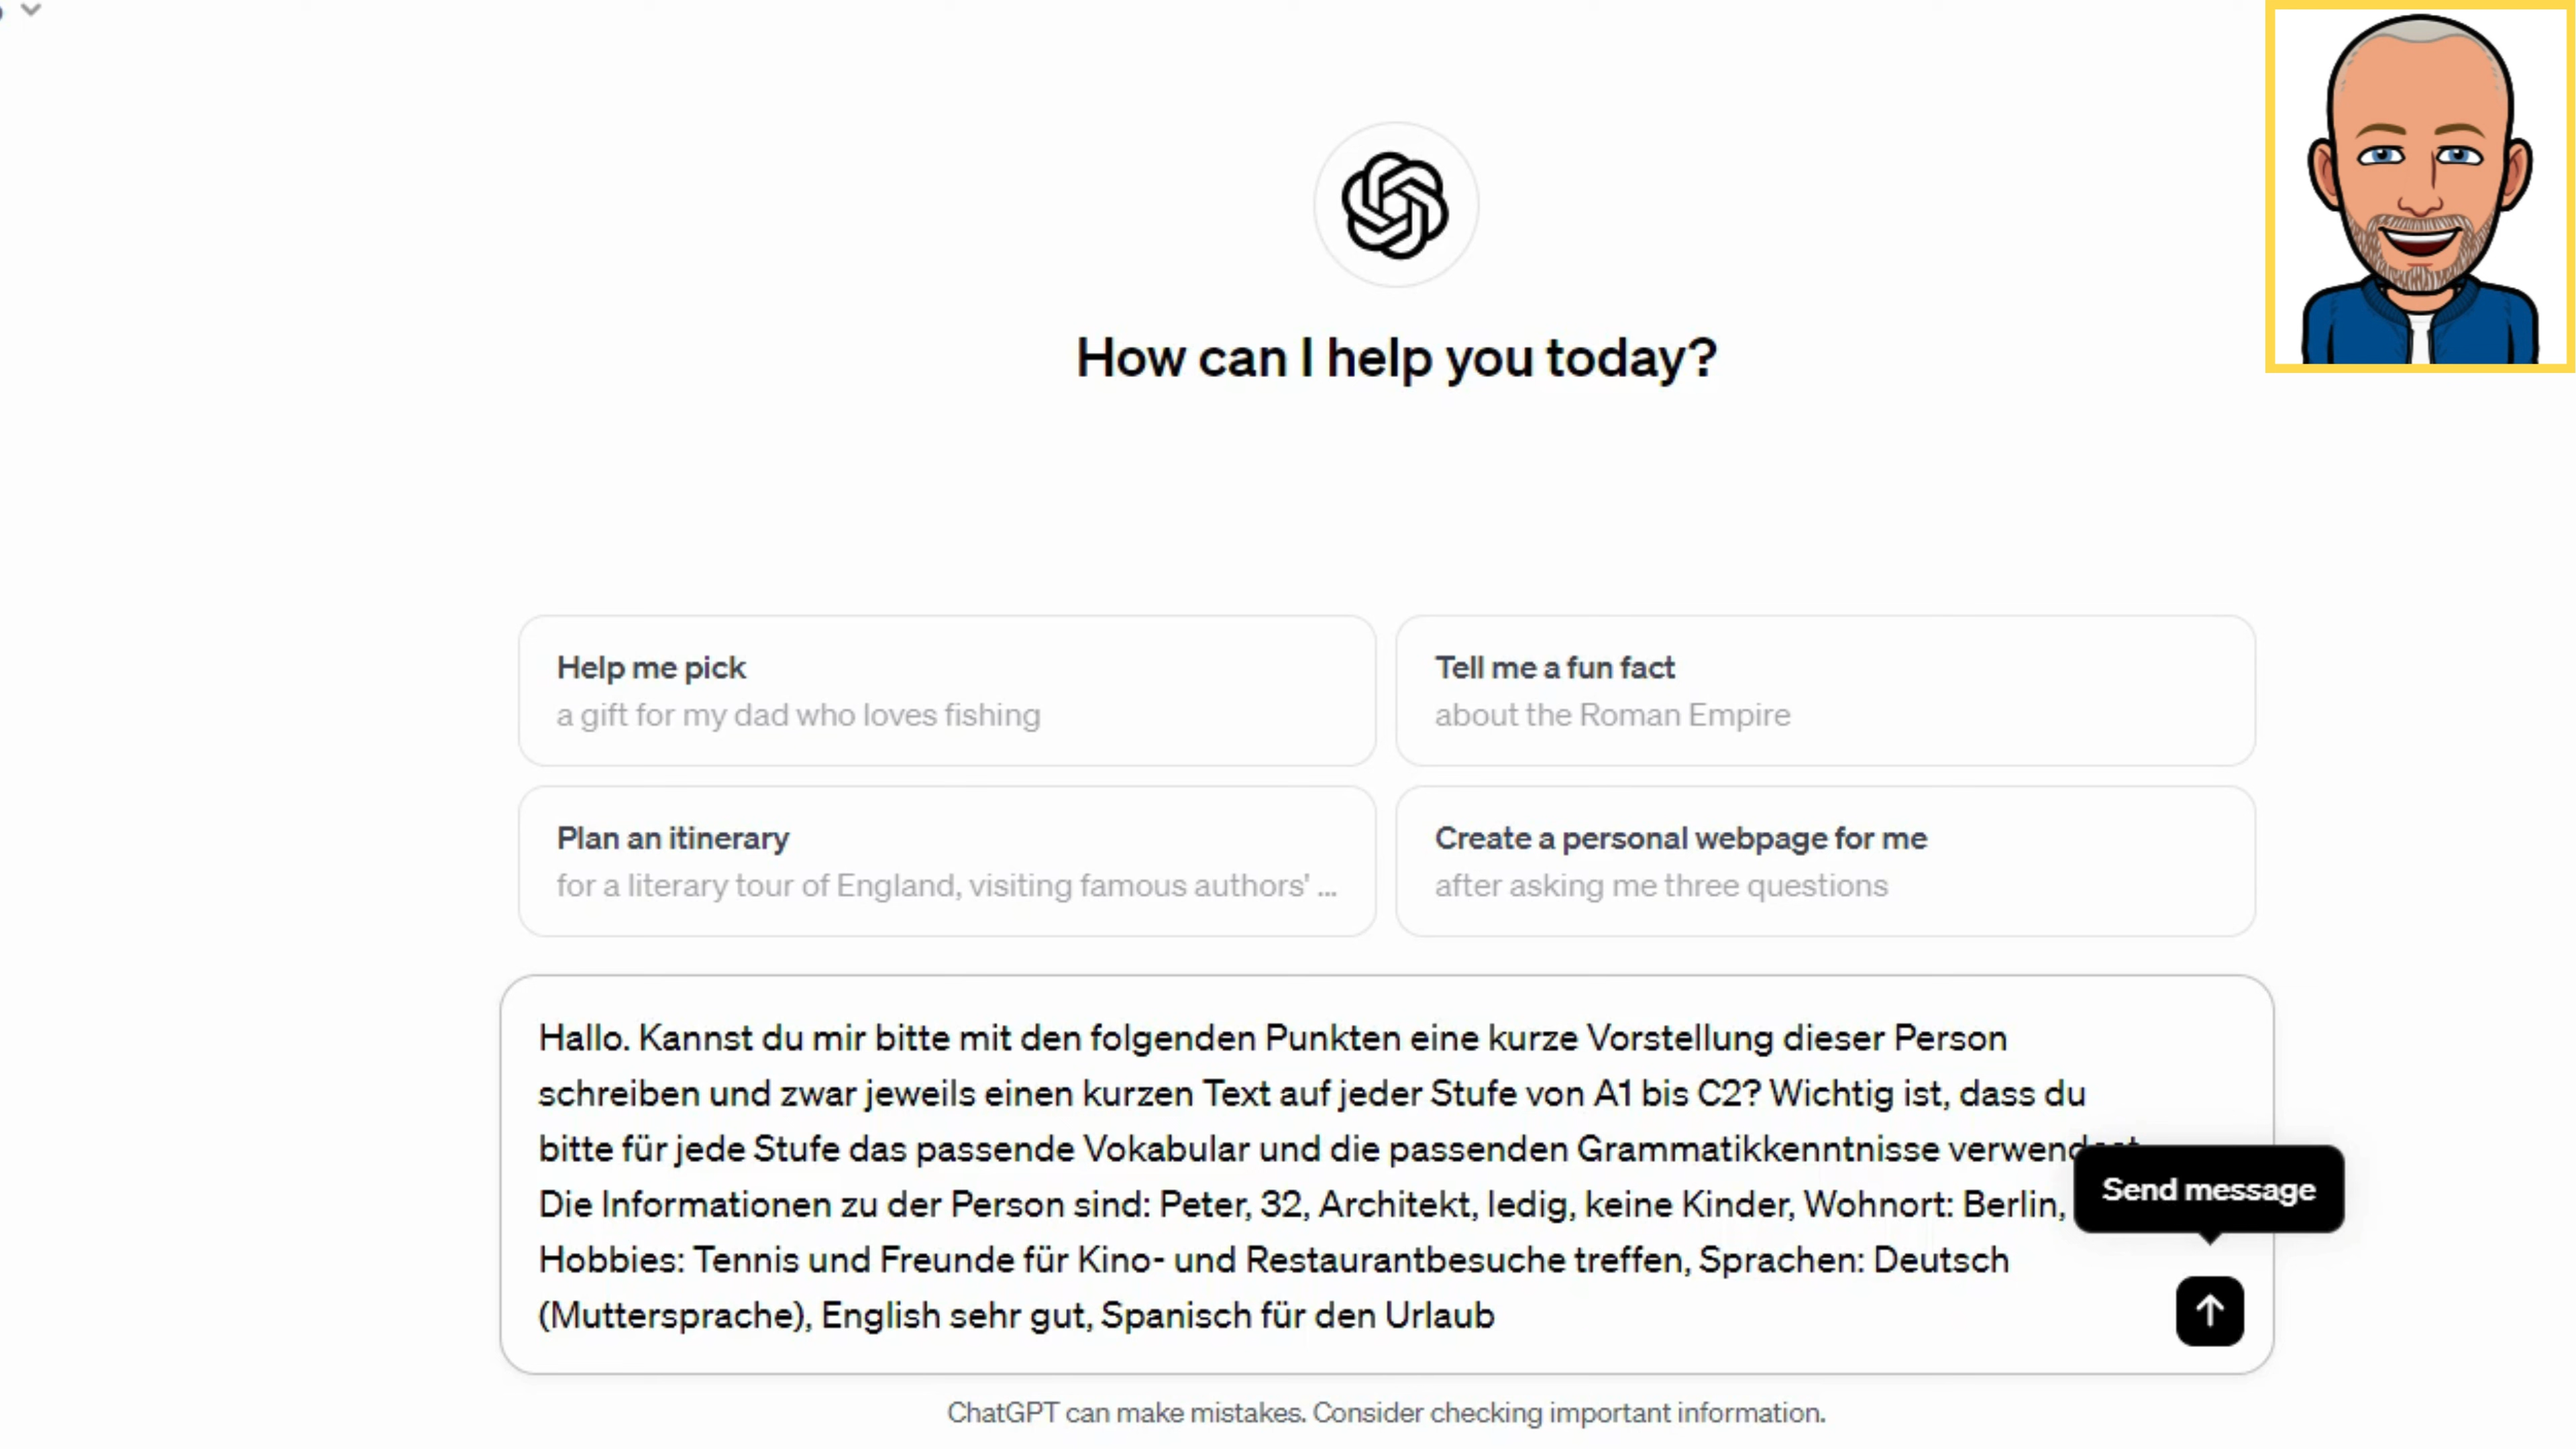 How can I help you today?
Help me pick
a gift for my dad who loves fishing
Tell me a fun fact
about the Roman Empire
Plan an itinerary
for a literary tour of England, visiting famous authors' ...
Create a personal webpage for me
after asking me three questions
Hallo. Kannst du mir bitte mit den folgenden Punkten eine kurze Vorstellung dieser Person
schreiben und zwar jeweils einen kurzen Text auf jeder Stufe von A1 bis C2? Wichtig ist, dass du
bitte für jede Stufe das passende Vokabular und die passenden Grammatikkenntnisse
Send message
Die Informationen zu der Person sind: Peter, 32, Architekt, ledig, keine Kinder, Wohnort: Berlin,
Hobbies: Tennis und Freunde für Kino- und Restaurantbesuche treffen, Sprachen: Deutsch
(Muttersprache), English sehr gut, Spanisch für den Urlaub
ChatGPT can make mistakes. Consider checking important information.